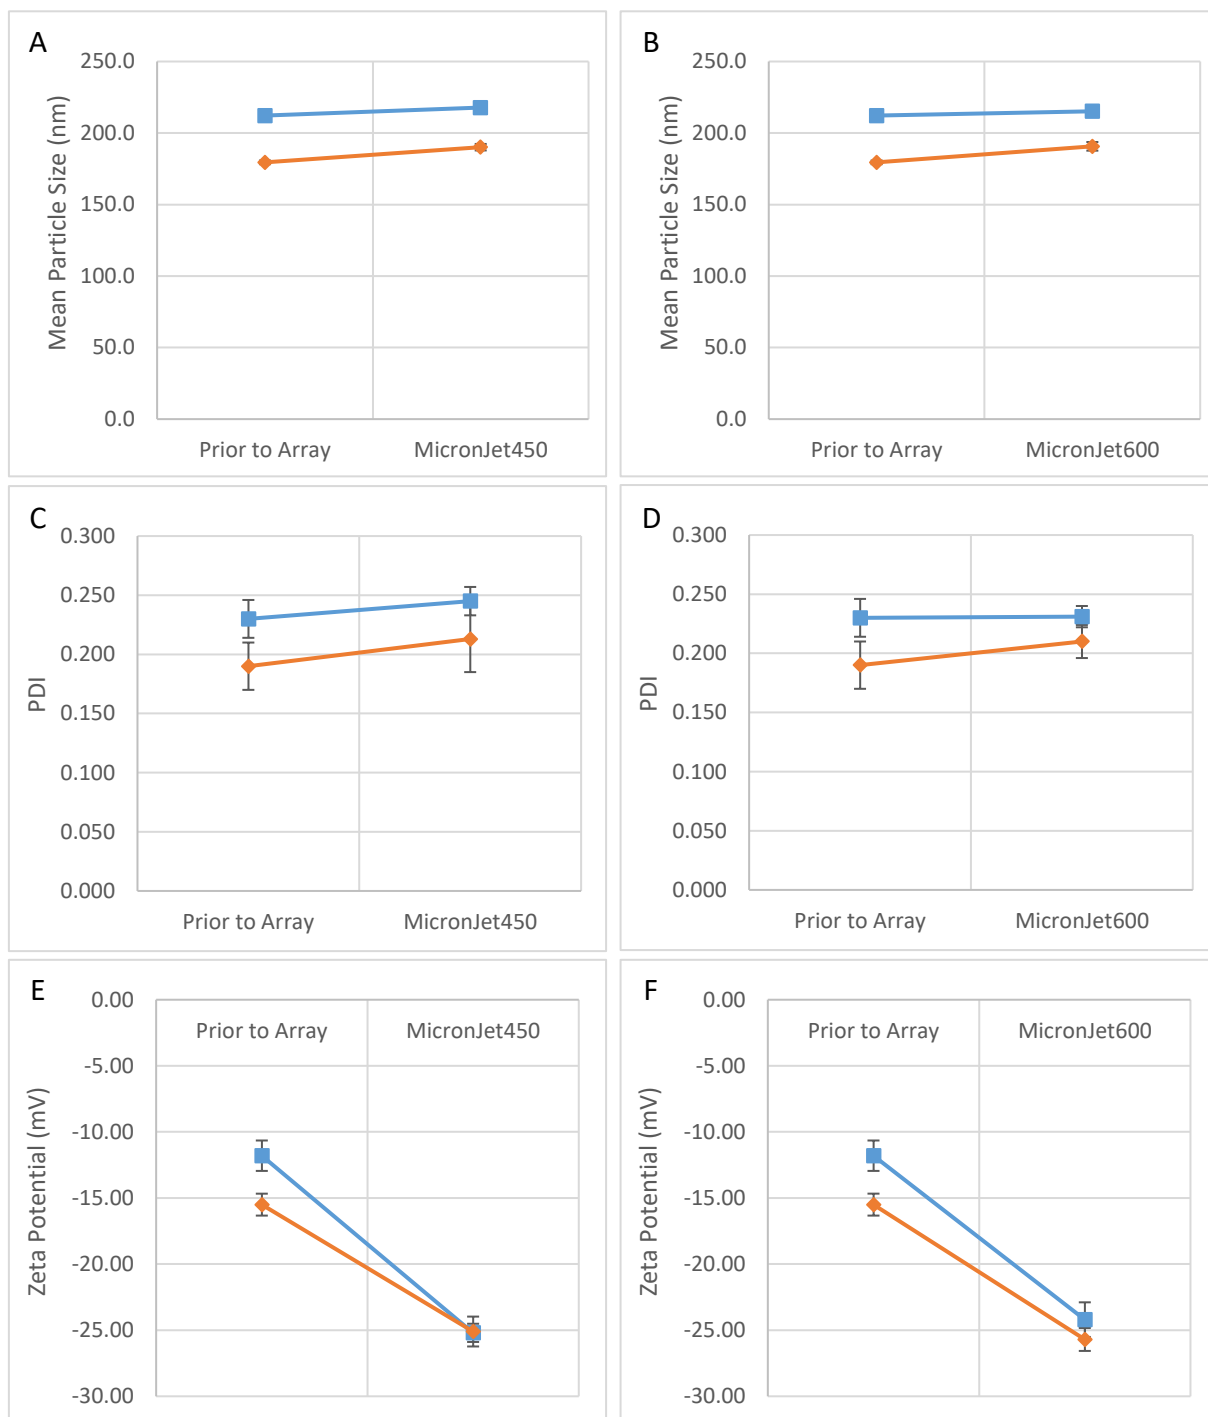 A
Mean Particle Size (nm)
250.0
200.0
150.0
100.0
50.0
0.0
Prior to Array
MicronJet450
B
Mean Particle Size (nm)
250.0
200.0
150.0
100.0
50.0
0.0
Prior to Array
MicronJet600
C
PDI
0.300
0.250
0.200
0.150
0.100
0.050
0.000
Prior to Array
MicronJet450
D
PDI
0.300
0.250
0.200
0.150
0.100
0.050
0.000
Prior to Array
MicronJet600
E
Zeta Potential (mV)
0.00
-5.00
-10.00
-15.00
-20.00
-25.00
-30.00
Prior to Array
MicronJet450
F
Zeta Potential (mV)
0.00
-5.00
-10.00
-15.00
-20.00
-25.00
-30.00
Prior to Array
MicronJet600